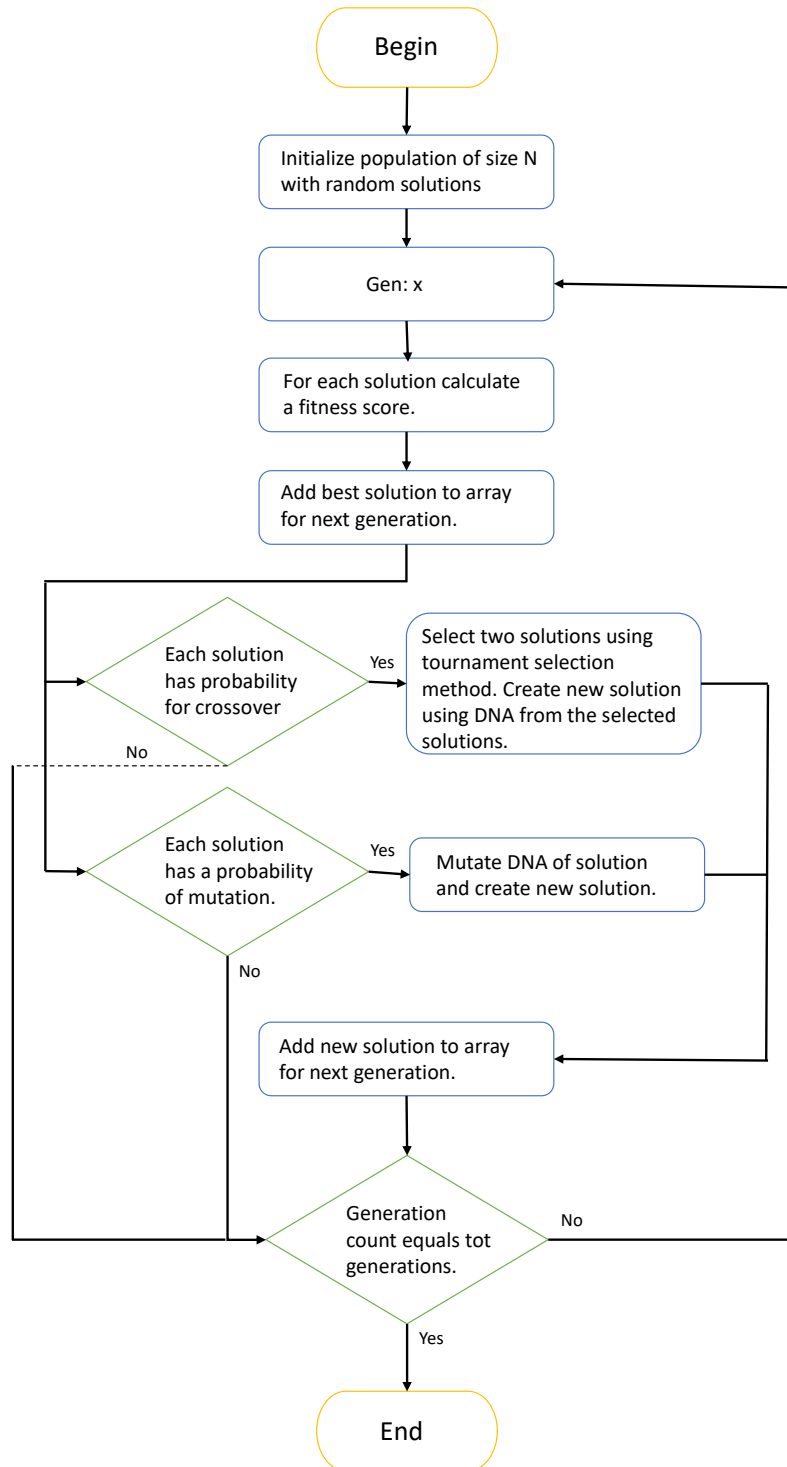 Begin
Initialize population of size N
with random solutions
Gen: x
For each solution calculate
a fitness score.
Add best solution to array
for next generation.
Each solution
has probability
for crossover
Yes
Select two solutions using
tournament selection
method. Create new solution
using DNA from the selected
solutions.
No
Each solution
has a probability
of mutation.
Yes
Mutate DNA of solution
and create new solution.
No
Add new solution to array
for next generation.
Generation
count equals tot
generations.
No
Yes
End